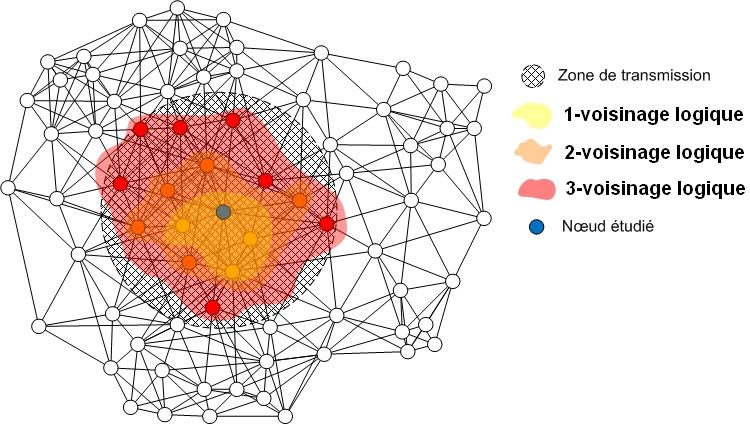 Zone de transmission
1-voisinage logique
2-voisinage logique
3-voisinage logique
Nœud étudié